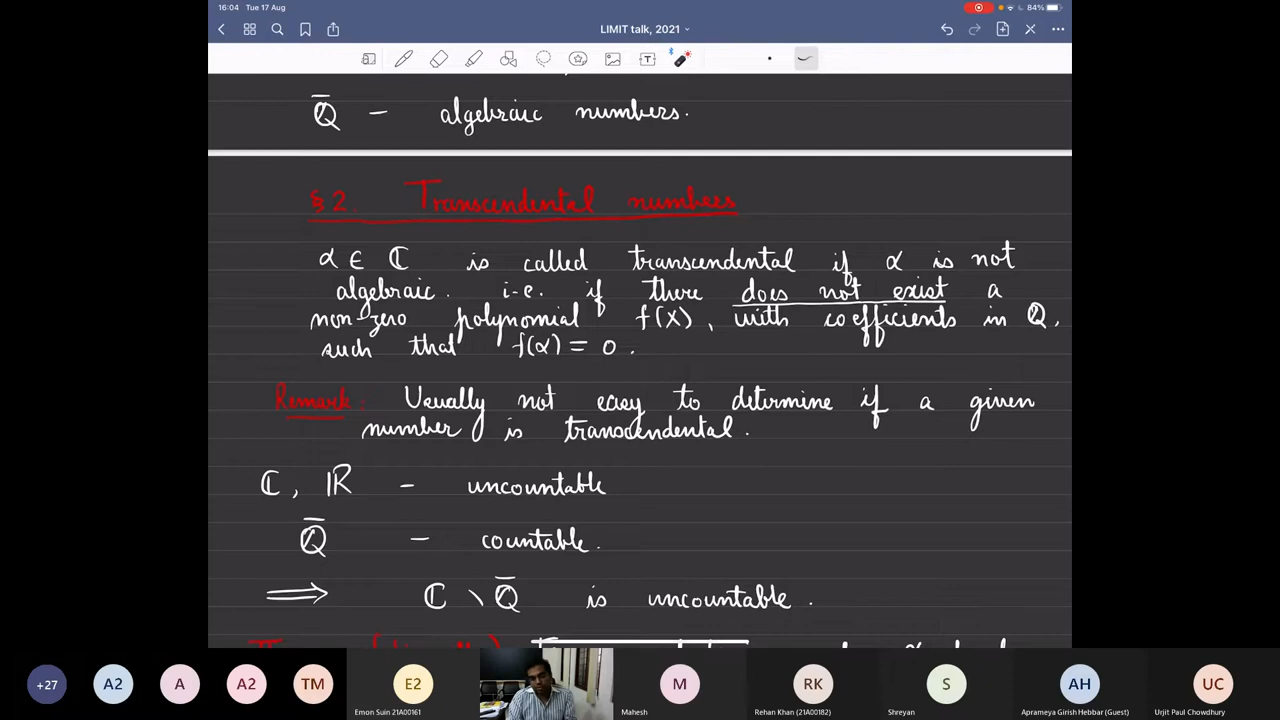 16:04 Tue 17 Aug
84%
LIMIT talk, 2021
Q̄ – algebraic numbers.
§ 2. Transcendental numbers
α ∈ ℂ is called transcendental if α is not
algebraic. i.e. if there does not exist a
non-zero polynomial f(X), with coefficients in Q,
such that f(α) = 0.
Remark: Usually not easy to determine if a given
number is transcendental.
ℂ, ℝ – uncountable
Q̄ – countable.
⟹ ℂ \ Q̄ is uncountable.
+27
A2
A
A2
TM
E2
M
RK
S
AH
UC
Emon Suin 21A00161
Mahesh
Rehan Khan (21A00182)
Shreyan
Aprameya Girish Hebbar (Guest)
Urjit Paul Chowdhury